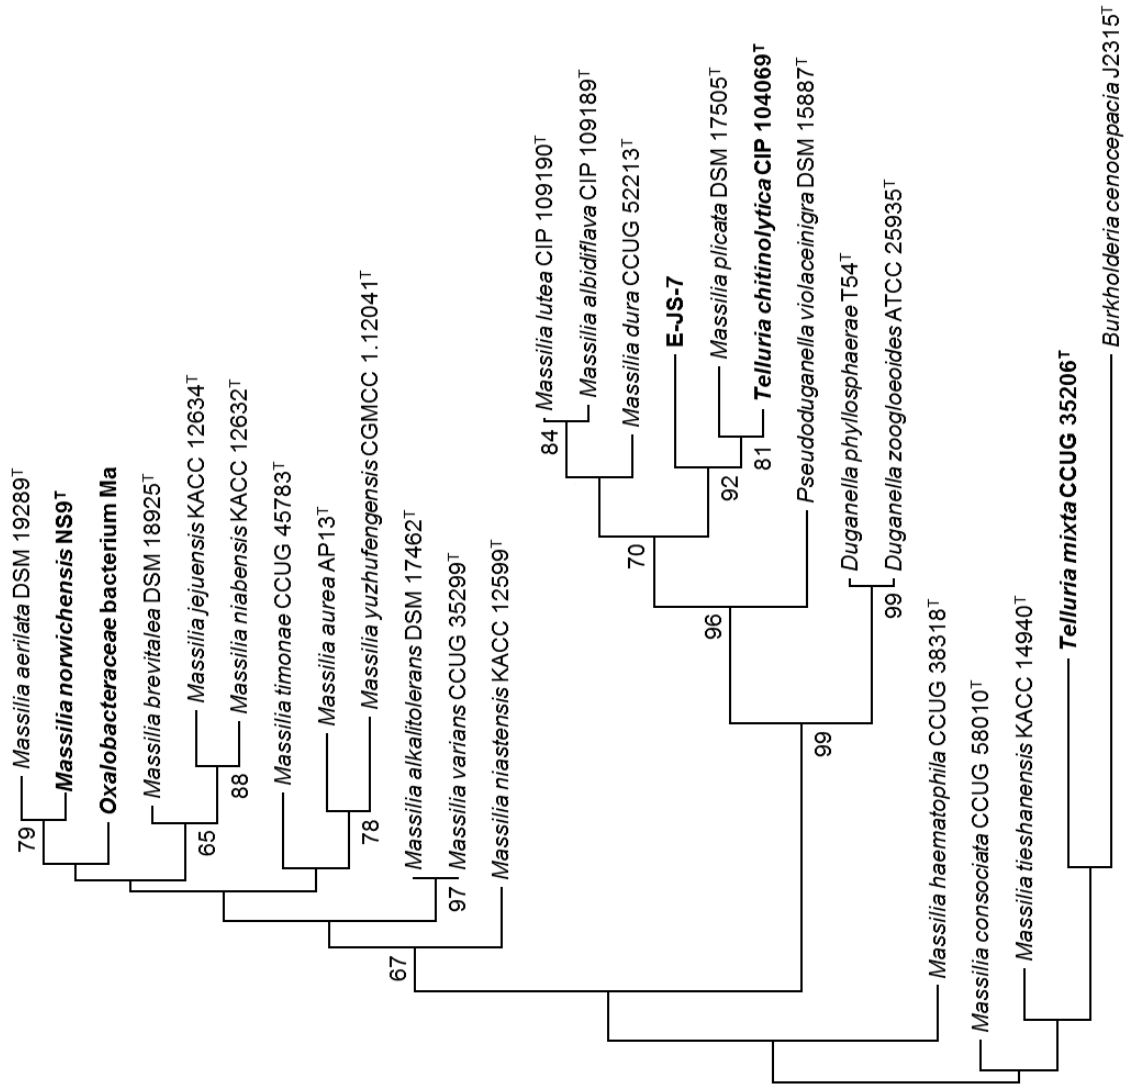 Massilia aerilata DSM 19289T
79
Massilia norwichensis NS9T
Oxalobacteraceae bacterium Ma
Massilia brevitalea DSM 18925T
65
Massilia jejuensis KACC 12634T
88
Massilia niabensis KACC 12632T
Massilia timonae CCUG 45783T
Massilia aurea AP13T
78
Massilia yuzhufengensis CGMCC 1.12041T
67
Massilia alkalitolerans DSM 17462T
97
Massilia varians CCUG 35299T
Massilia niastensis KACC 12599T
84
Massilia lutea CIP 109190T
Massilia albidiflava CIP 109189T
Massilia dura CCUG 52213T
70
E-JS-7
92
Massilia plicata DSM 17505T
81
Telluria chitinolytica CIP 104069T
96
Pseudoduganella violaceinigra DSM 15887T
99
Duganella phyllosphaerae T54T
99
Duganella zoogloeoides ATCC 25935T
Massilia haematophila CCUG 38318T
Massilia consociata CCUG 58010T
Massilia tieshanensis KACC 14940T
Telluria mixta CCUG 35206T
Burkholderia cenocepacia J2315T